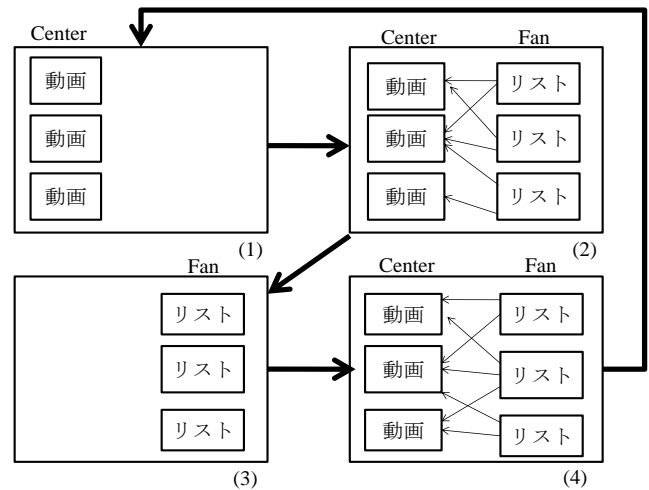 Center
動画
動画
動画
(1)
Center Fan
動画 リスト
動画 リスト
動画 リスト
(2)
Fan
リスト
リスト
リスト
(3)
Center Fan
動画 リスト
動画 リスト
動画 リスト
(4)